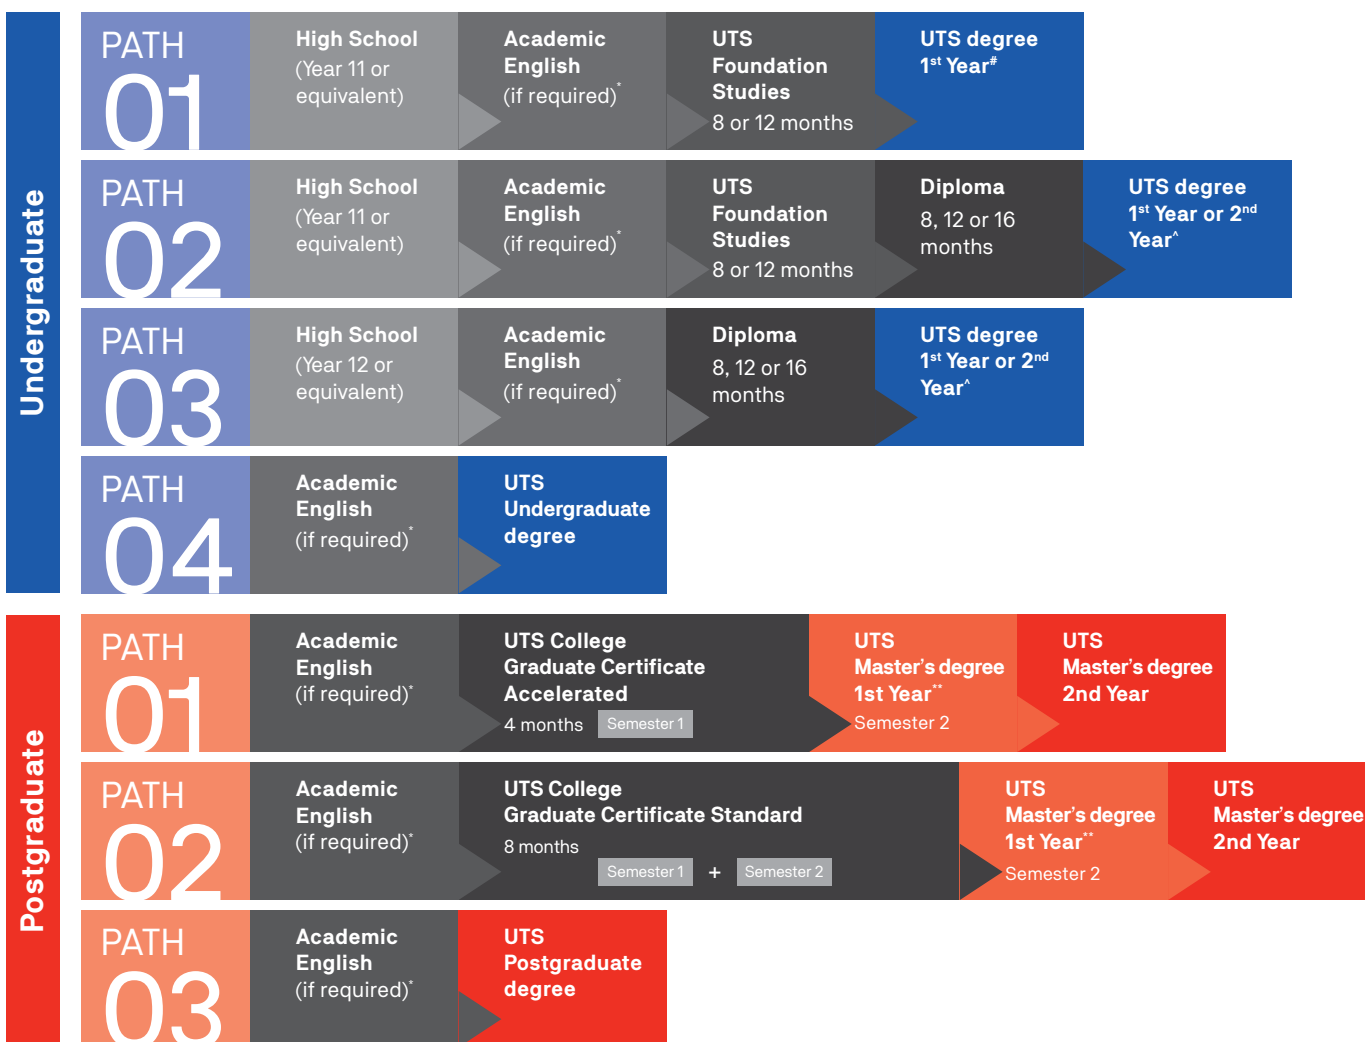 Undergraduate
PATH
01
High School
(Year 11 or
equivalent)
Academic
English
(if required)*
UTS
Foundation
Studies
8 or 12 months
UTS degree
1st Year#
PATH
02
High School
(Year 11 or
equivalent)
Academic
English
(if required)*
UTS
Foundation
Studies
8 or 12 months
Diploma
8, 12 or 16
months
UTS degree
1st Year or 2nd
Year^
PATH
03
High School
(Year 12 or
equivalent)
Academic
English
(if required)*
Diploma
8, 12 or 16
months
UTS degree
1st Year or 2nd
Year^
PATH
04
Academic
English
(if required)*
UTS
Undergraduate
degree
Postgraduate
PATH
01
Academic
English
(if required)*
UTS College
Graduate Certificate
Accelerated
4 months Semester 1
UTS
Master's degree
1st Year**
Semester 2
UTS
Master's degree
2nd Year
PATH
02
Academic
English
(if required)*
UTS College
Graduate Certificate Standard
8 months
Semester 1 + Semester 2
UTS
Master's degree
1st Year**
Semester 2
UTS
Master's degree
2nd Year
PATH
03
Academic
English
(if required)*
UTS
Postgraduate
degree